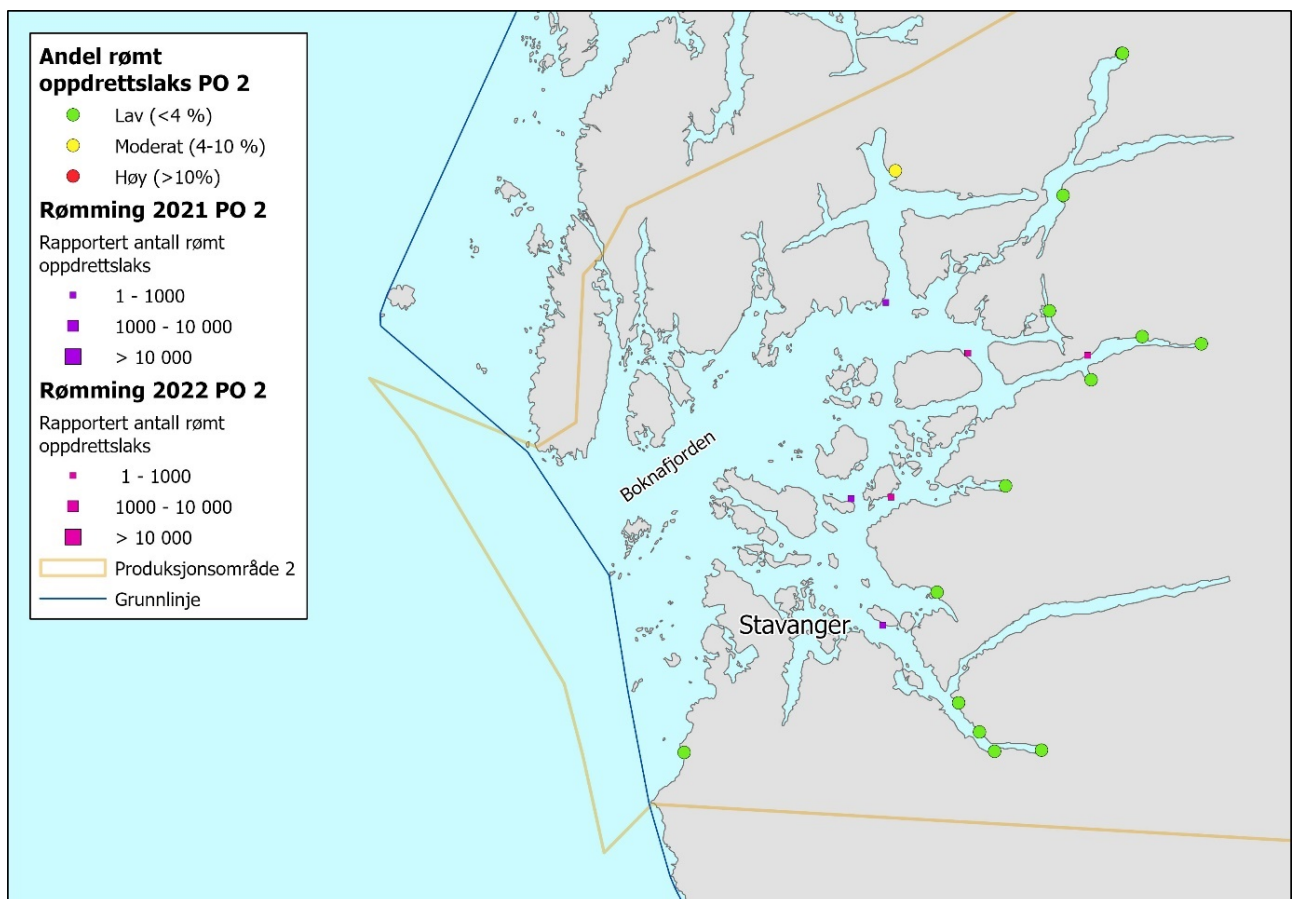 Andel rømt
oppdrettslaks PO 2
Lav (<4 %)
Moderat (4-10 %)
Høy (>10%)
Rømming 2021 PO 2
Rapportert antall rømt
oppdrettslaks
1 - 1000
1000 - 10 000
> 10 000
Rømming 2022 PO 2
Rapportert antall rømt
oppdrettslaks
1 - 1000
1000 - 10 000
> 10 000
Produksjonsområde 2
Grunnlinje
Boknafjorden
Stavanger